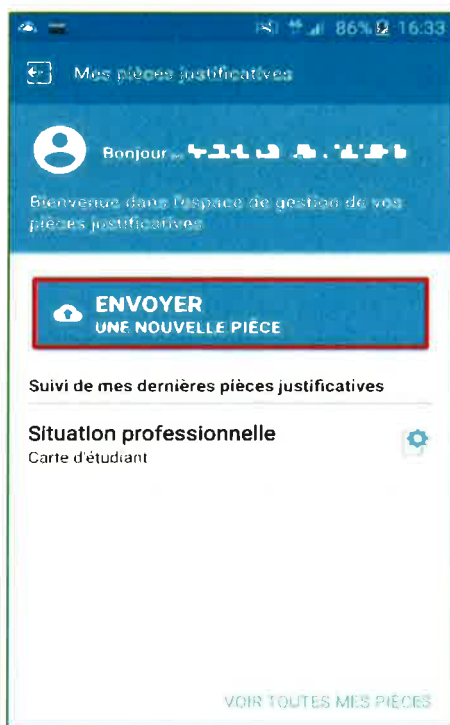 86% 16:33
Mes pièces justificatives
Bonjour
Bienvenue dans l'espace de gestion de vos
pièces justificatives
ENVOYER
UNE NOUVELLE PIÈCE
Suivi de mes dernières pièces justificatives
Situation professionnelle
Carte d'étudiant
VOIR TOUTES MES PIÈCES